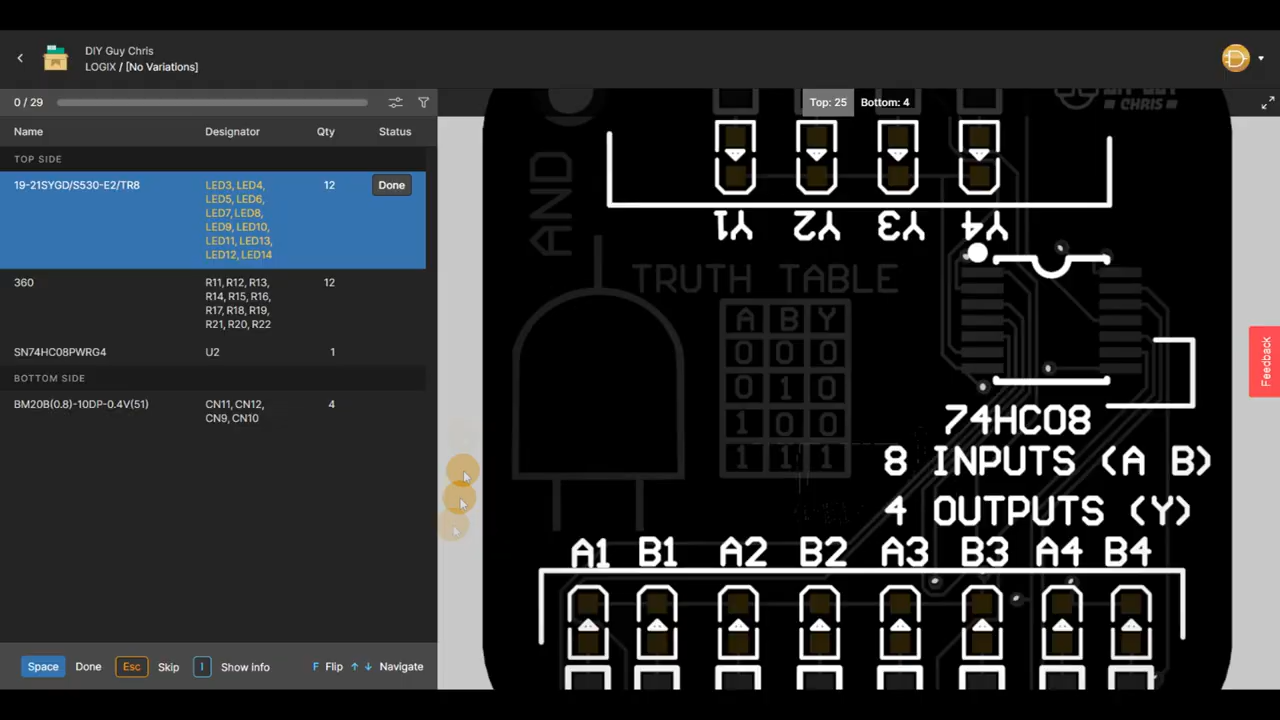 DIY Guy Chris
LOGIX / [No Variations]
0 / 29
Top: 25 Bottom: 4
CHRIS
Name Designator Qty Status
TOP SIDE
19-21SYGD/S530-E2/TR8 LED3, LED4, 12 Done
LED5, LED6,
LED7, LED8,
LED9, LED10,
LED11, LED13,
LED12, LED14
360 R11, R12, R13, 12
R14, R15, R16,
R17, R18, R19,
R21, R20, R22
SN74HC08PWRG4 U2 1
BOTTOM SIDE
BM20B(0.8)-10DP-0.4V(51) CN11, CN12, 4
CN9, CN10
Space Done Esc Skip I Show info F Flip ↑ ↓ Navigate
AND
Y1 Y2 Y3 Y4
TRUTH TABLE
A B Y
0 0 0
0 1 0
1 0 0
1 1 1
74HC08
8 INPUTS (A B)
4 OUTPUTS (Y)
A1 B1 A2 B2 A3 B3 A4 B4
Feedback